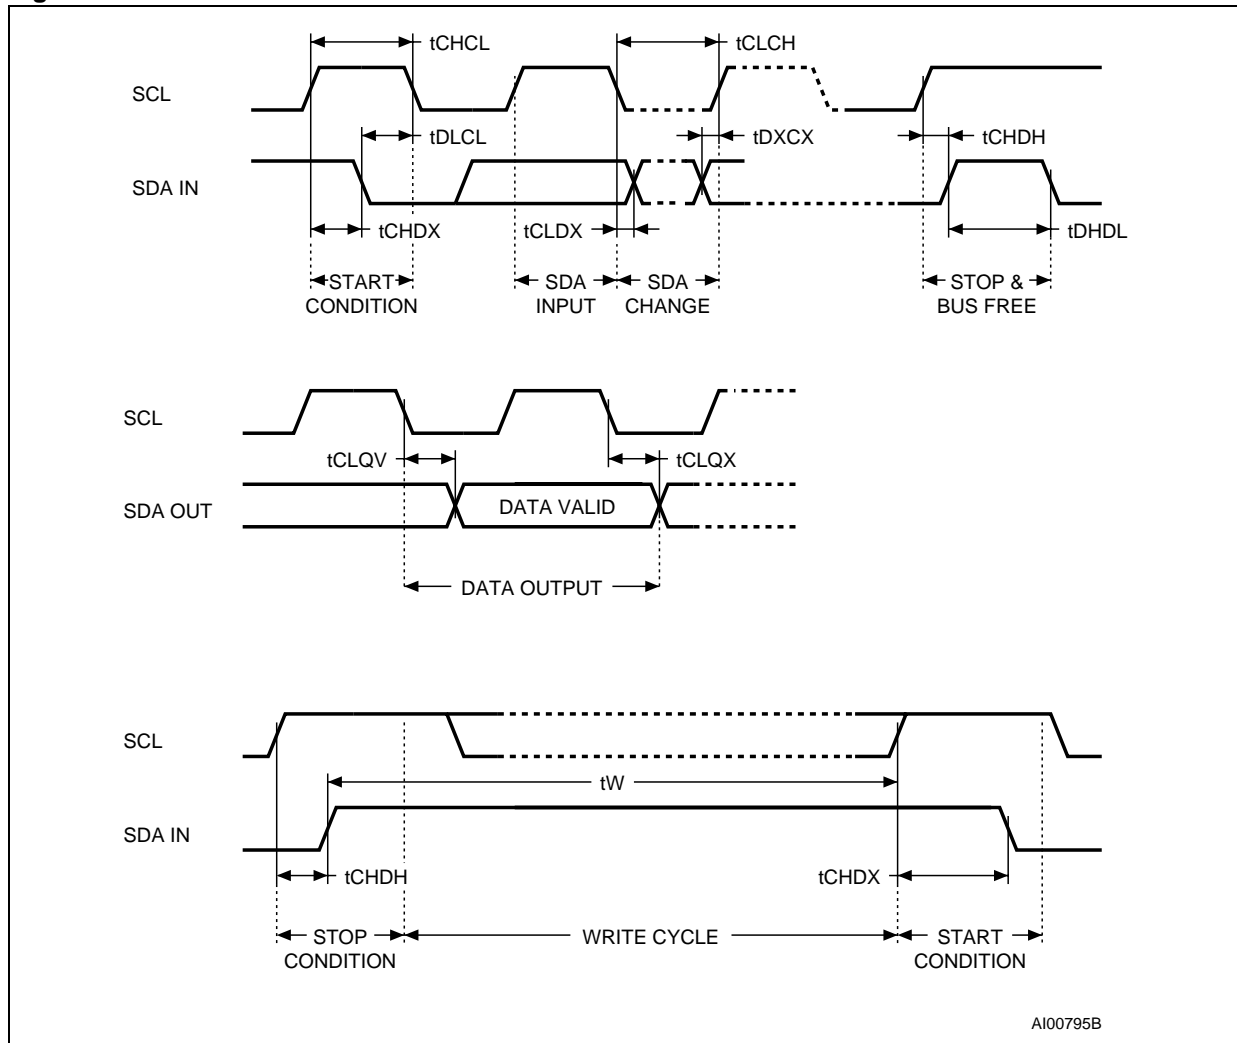 tCHCL
tCLCH
SCL
tDLCL
tDXCX
tCHDH
SDA IN
tCHDX
tCLDX
tDHDL
START
CONDITION
SDA
INPUT
SDA
CHANGE
STOP &
BUS FREE
SCL
tCLQV
tCLQX
SDA OUT
DATA VALID
DATA OUTPUT
SCL
tW
SDA IN
tCHDH
tCHDX
STOP
CONDITION
WRITE CYCLE
START
CONDITION
AI00795B